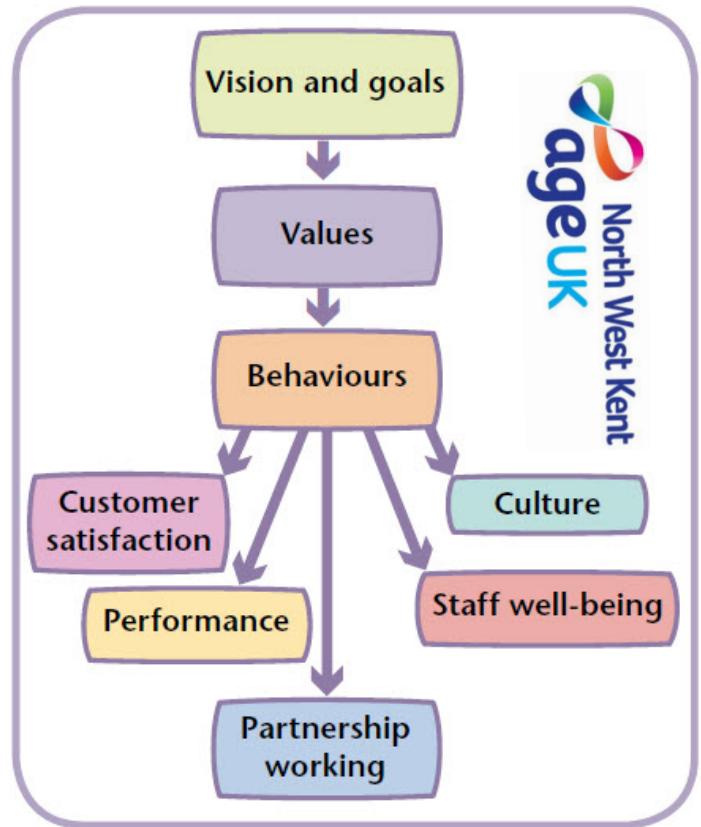 Vision and goals
Values
Behaviours
Customer
satisfaction
Culture
Performance
Staff well-being
Partnership
working
age UK
North West Kent